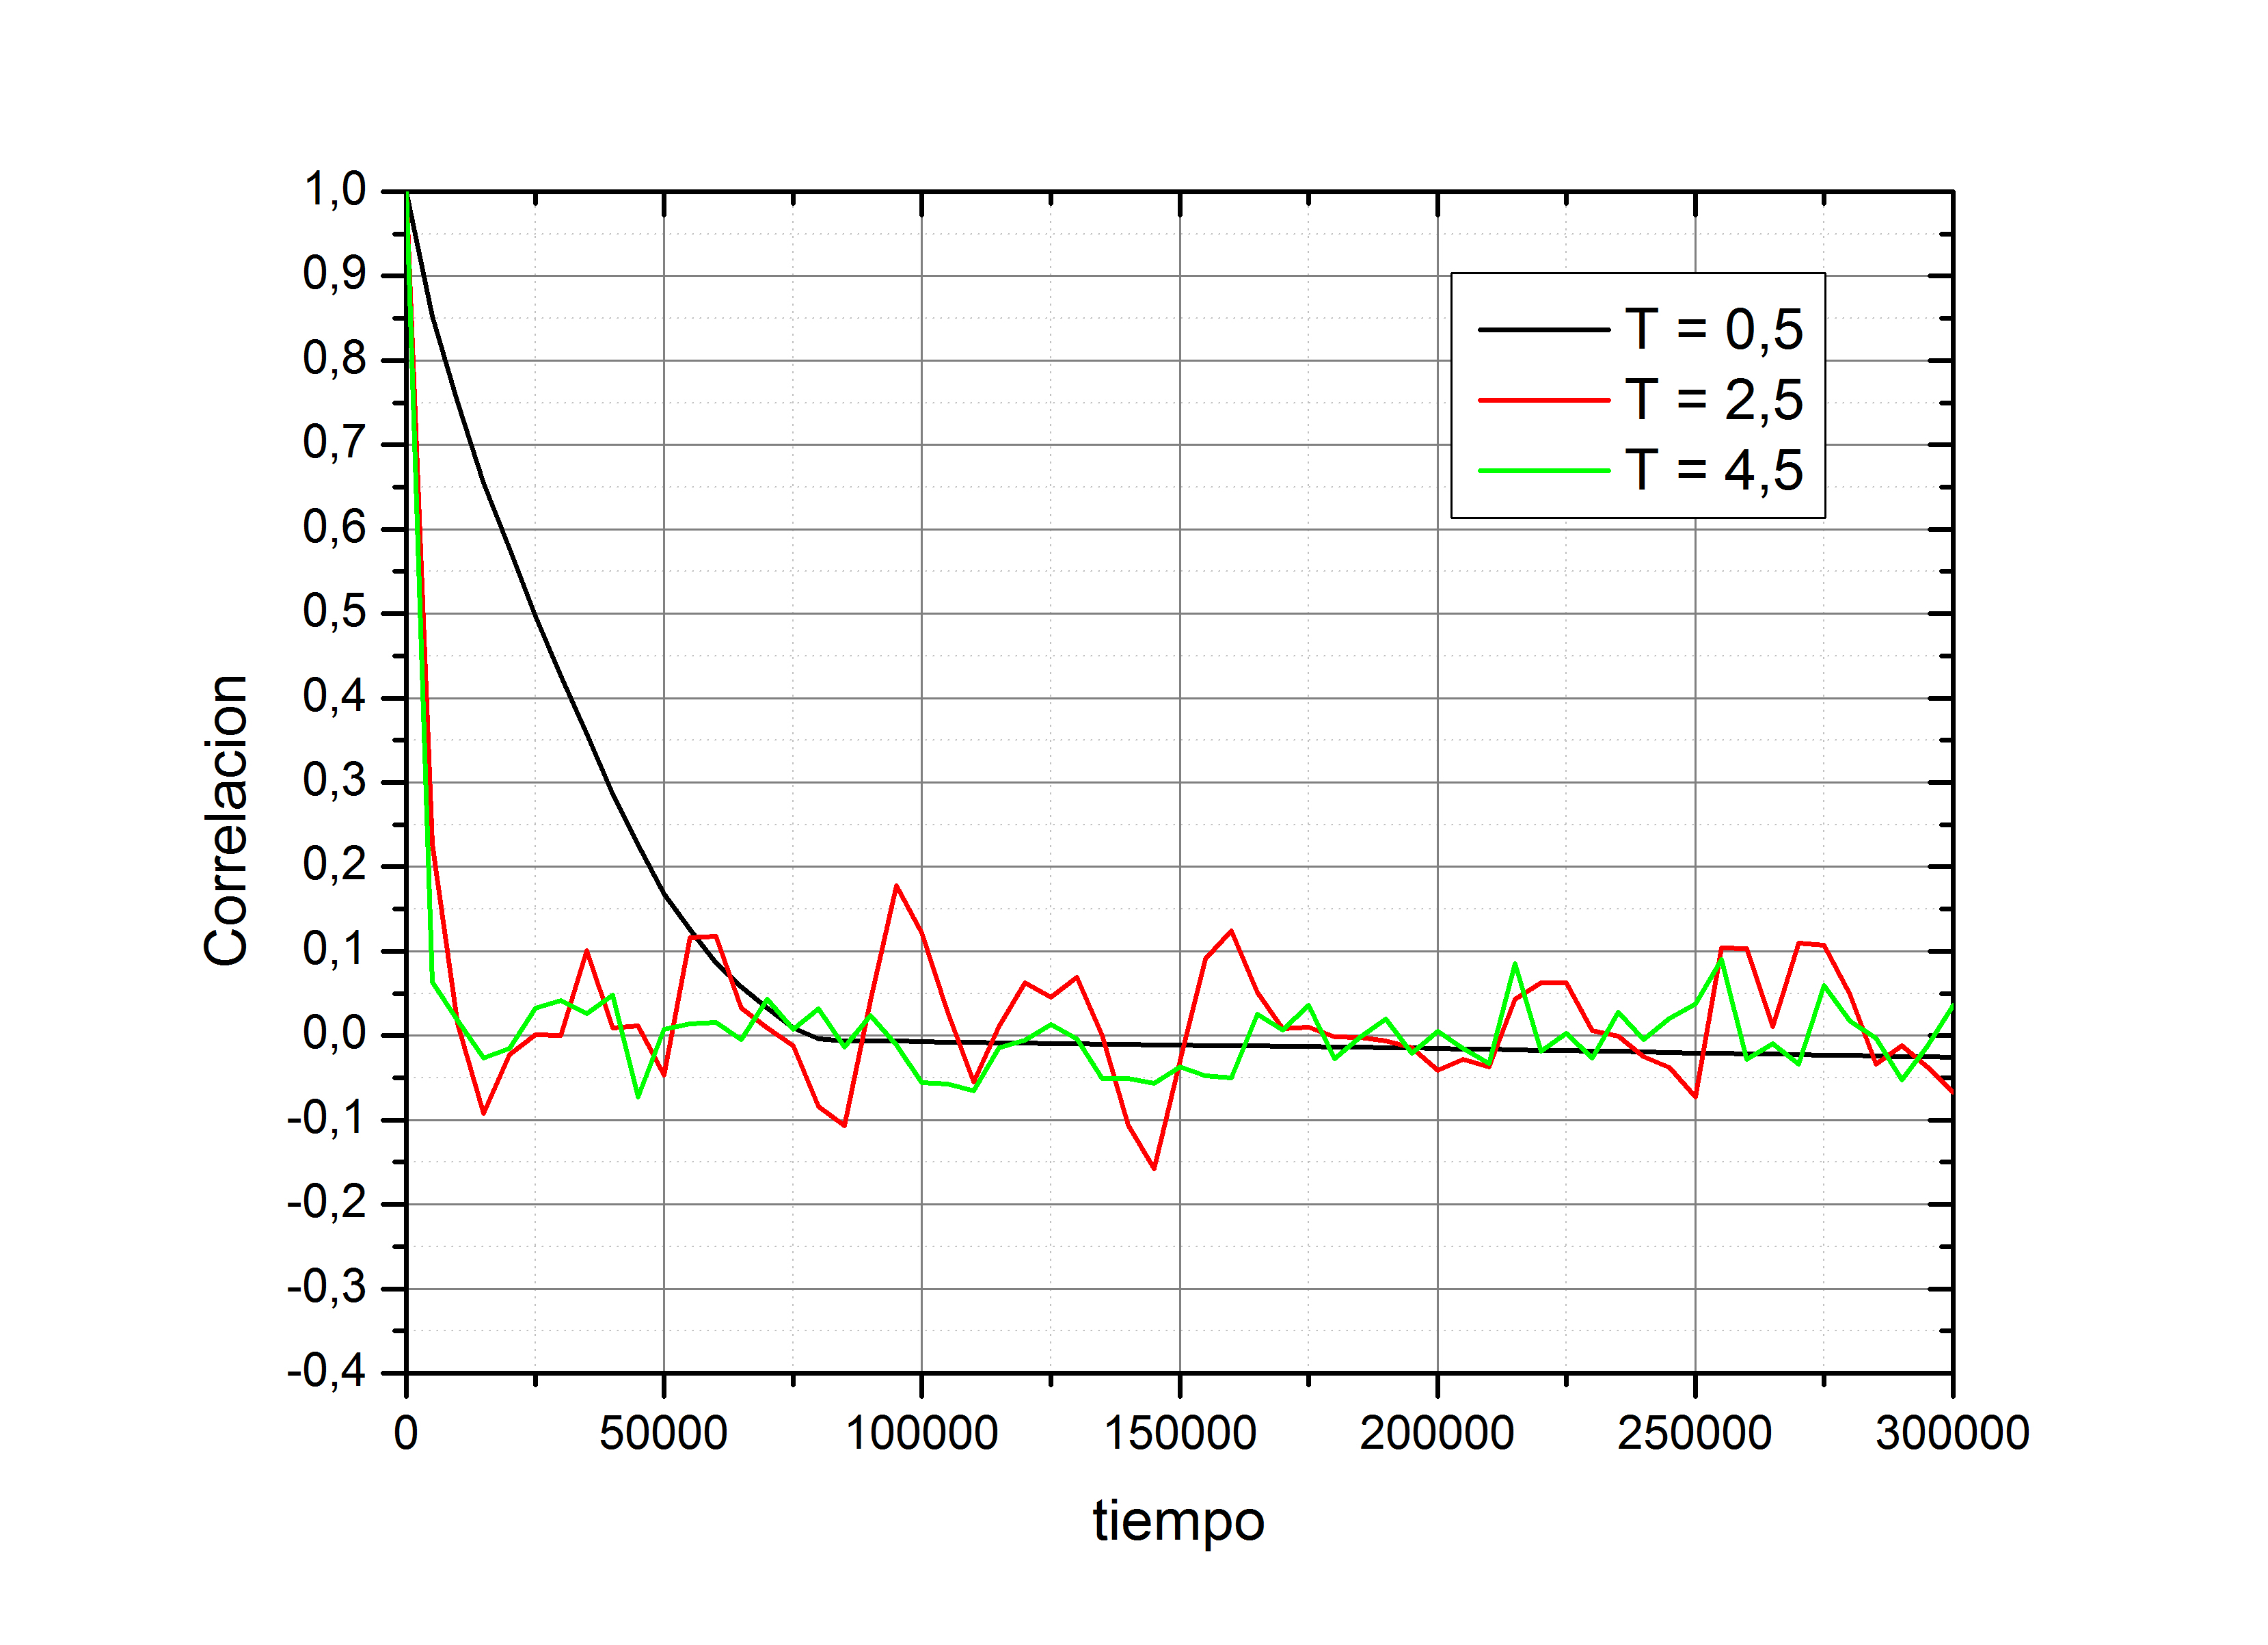 1,0
0,9
0,8
0,7
0,6
0,5
0,4
0,3
0,2
0,1
0,0
-0,1
-0,2
-0,3
-0,4
Correlacion
T = 0,5
T = 2,5
T = 4,5
0 50000 100000 150000 200000 250000 300000
tiempo